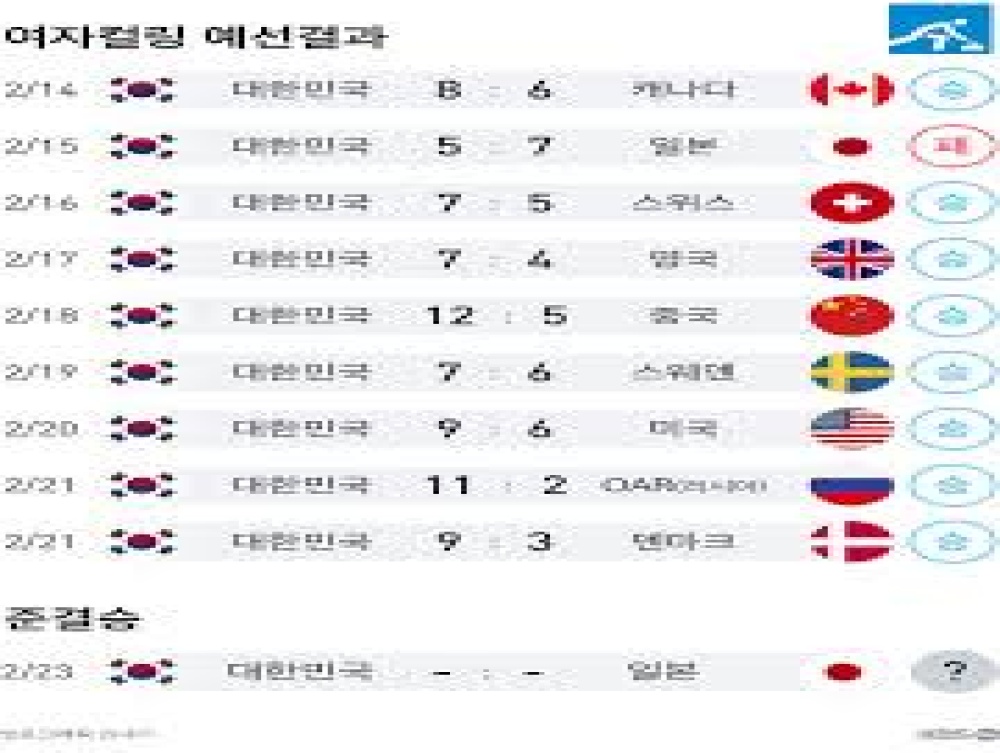 여자컬링 예선결과
2/14 대한민국 8 : 6 캐나다 승
2/15 대한민국 5 : 7 일본 패
2/16 대한민국 7 : 5 스위스 승
2/17 대한민국 7 : 4 영국 승
2/18 대한민국 12 : 5 중국 승
2/19 대한민국 7 : 6 스웨덴 승
2/20 대한민국 9 : 6 미국 승
2/21 대한민국 11 : 2 OAR(러시아) 승
2/21 대한민국 9 : 3 덴마크 승
준결승
2/23 대한민국 - : - 일본 ?